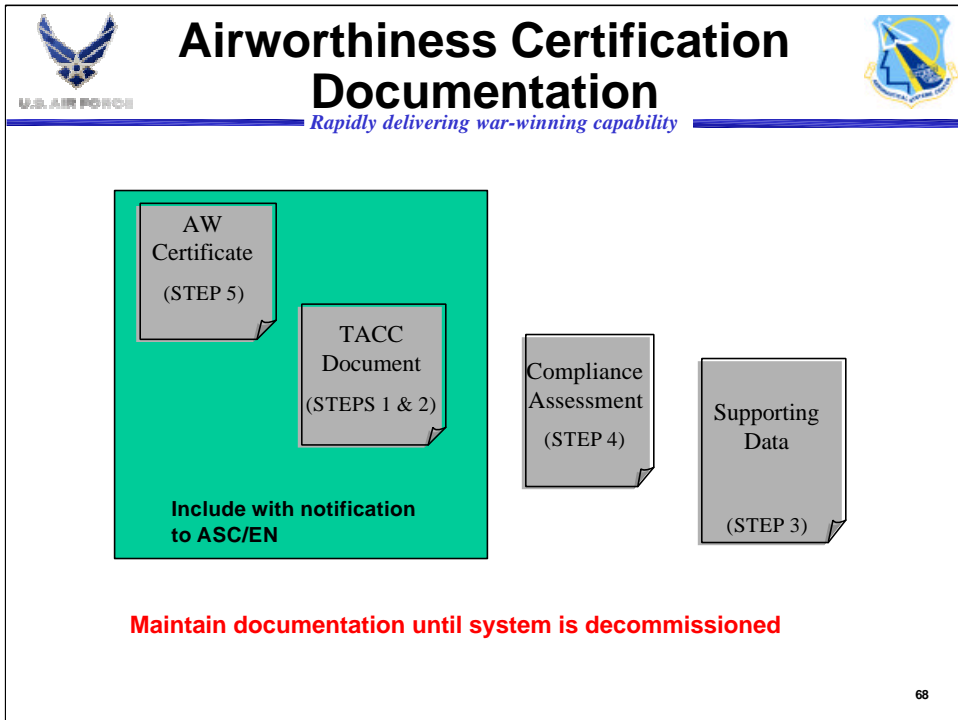 Airworthiness Certification
Documentation
U.S. AIR FORCE
Rapidly delivering war-winning capability
AW
Certificate
(STEP 5)
TACC
Document
(STEPS 1 & 2)
Include with notification
to ASC/EN
Compliance
Assessment
(STEP 4)
Supporting
Data
(STEP 3)
Maintain documentation until system is decommissioned
68